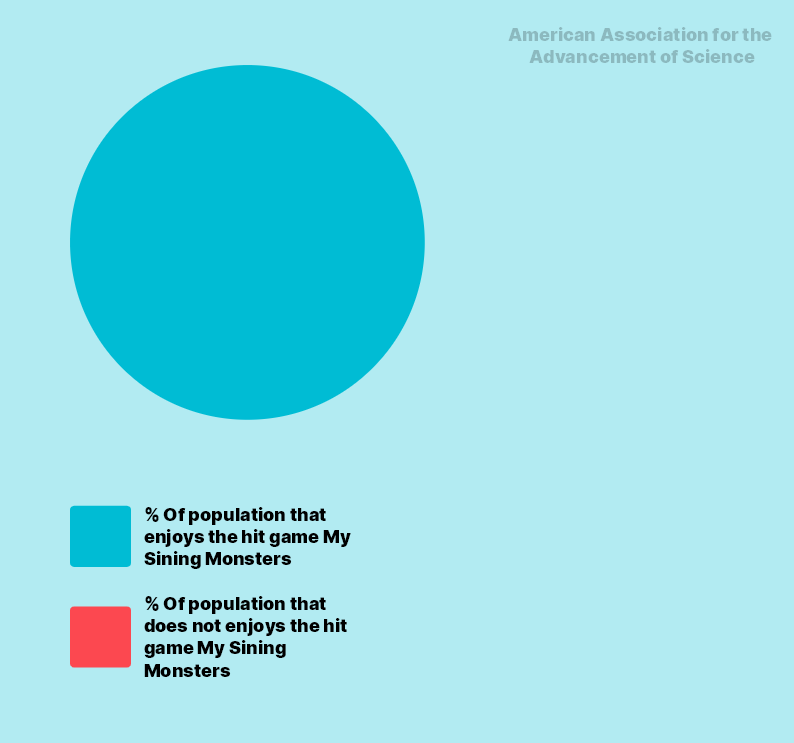 American Association for the
Advancement of Science
% Of population that
enjoys the hit game My
Sining Monsters
% Of population that
does not enjoys the hit
game My Sining
Monsters